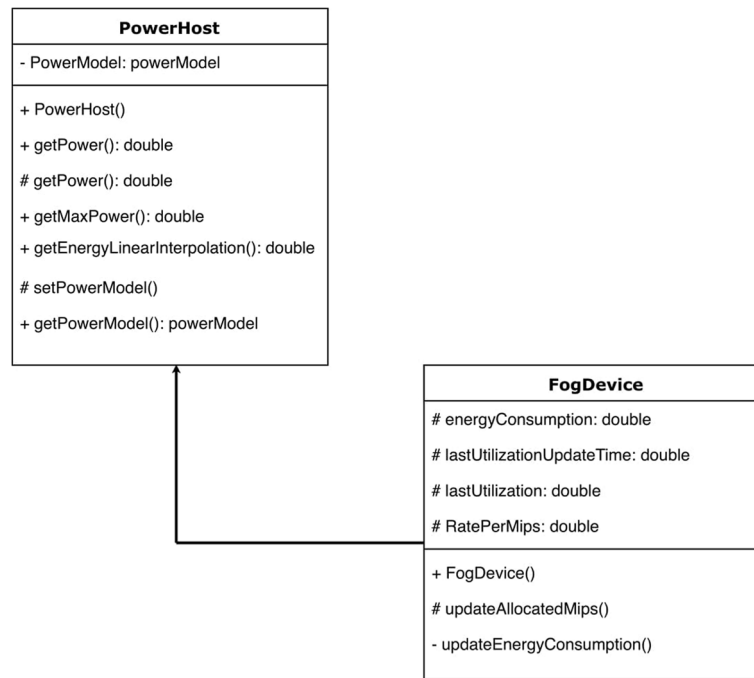 PowerHost
- PowerModel: powerModel
+ PowerHost()
+ getPower(): double
# getPower(): double
+ getMaxPower(): double
+ getEnergyLinearInterpolation(): double
# setPowerModel()
+ getPowerModel(): powerModel
FogDevice
# energyConsumption: double
# lastUtilizationUpdateTime: double
# lastUtilization: double
# RatePerMips: double
+ FogDevice()
# updateAllocatedMips()
- updateEnergyConsumption()